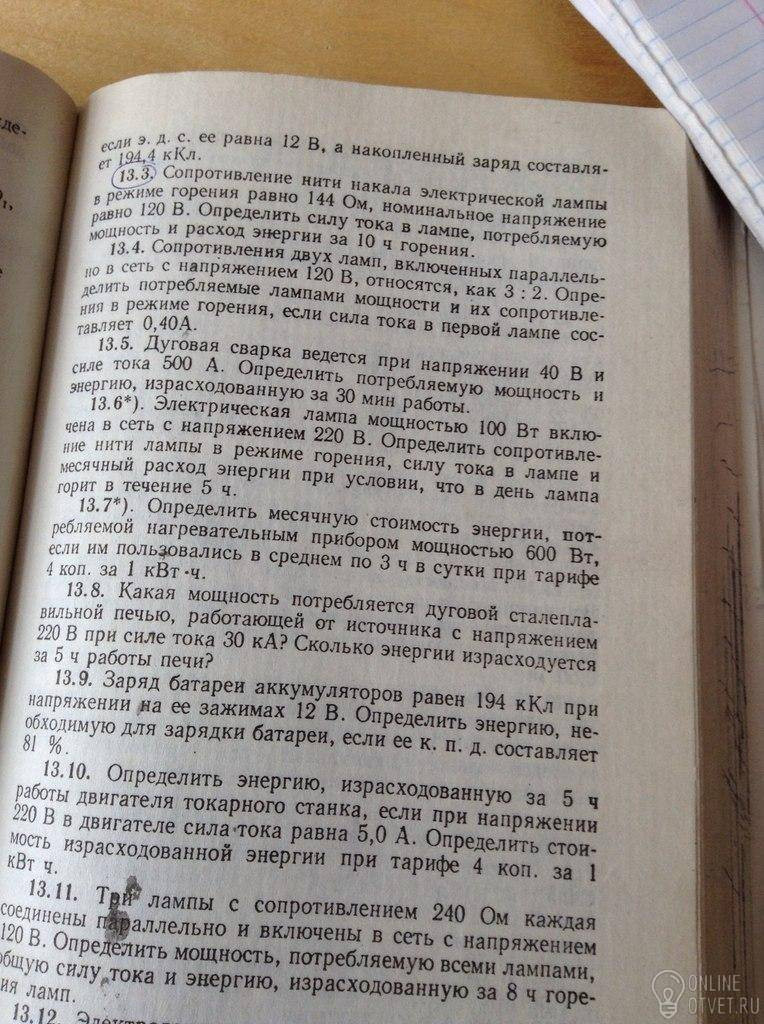 если э. д. с. ее равна 12 В, а накопленный заряд составля-
ет 194,4 кКл.
13.3. Сопротивление нити накала электрической лампы
в режиме горения равно 144 Ом, номинальное напряжение
равно 120 В. Определить силу тока в лампе, потребляемую
мощность и расход энергии за 10 ч горения.
13.4. Сопротивления двух ламп, включенных параллель-
но в сеть с напряжением 120 В, относятся, как 3 : 2. Опре-
делить потребляемые лампами мощности и их сопротивле-
ния в режиме горения, если сила тока в первой лампе сос-
тавляет 0,40А.
13.5. Дуговая сварка ведется при напряжении 40 В и
силе тока 500 А. Определить потребляемую мощность и
энергию, израсходованную за 30 мин работы.
13.6*). Электрическая лампа мощностью 100 Вт вклю-
чена в сеть с напряжением 220 В. Определить сопротивле-
ние нити лампы в режиме горения, силу тока в лампе и
месячный расход энергии при условии, что в день лампа
горит в течение 5 ч.
13.7*). Определить месячную стоимость энергии, пот-
ребляемой нагревательным прибором мощностью 600 Вт,
если им пользовались в среднем по 3 ч в сутки при тарифе
4 коп. за 1 кВт·ч.
13.8. Какая мощность потребляется дуговой сталепла-
вильной печью, работающей от источника с напряжением
220 В при силе тока 30 кА? Сколько энергии израсходуется
за 5 ч работы печи?
13.9. Заряд батареи аккумуляторов равен 194 кКл при
напряжении на ее зажимах 12 В. Определить энергию, не-
обходимую для зарядки батареи, если ее к. п. д. составляет
81 %.
13.10. Определить энергию, израсходованную за 5 ч
работы двигателя токарного станка, если при напряжении
220 В в двигателе сила тока равна 5,0 А. Определить стои-
мость израсходованной энергии при тарифе 4 коп. за 1
кВт ч.
13.11. Три лампы с сопротивлением 240 Ом каждая
соединены параллельно и включены в сеть с напряжением
120 В. Определить мощность, потребляемую всеми лампами,
общую силу тока и энергию, израсходованную за 8 ч горе-
ия ламп.
13.12.
ONLINE
OTVET.RU